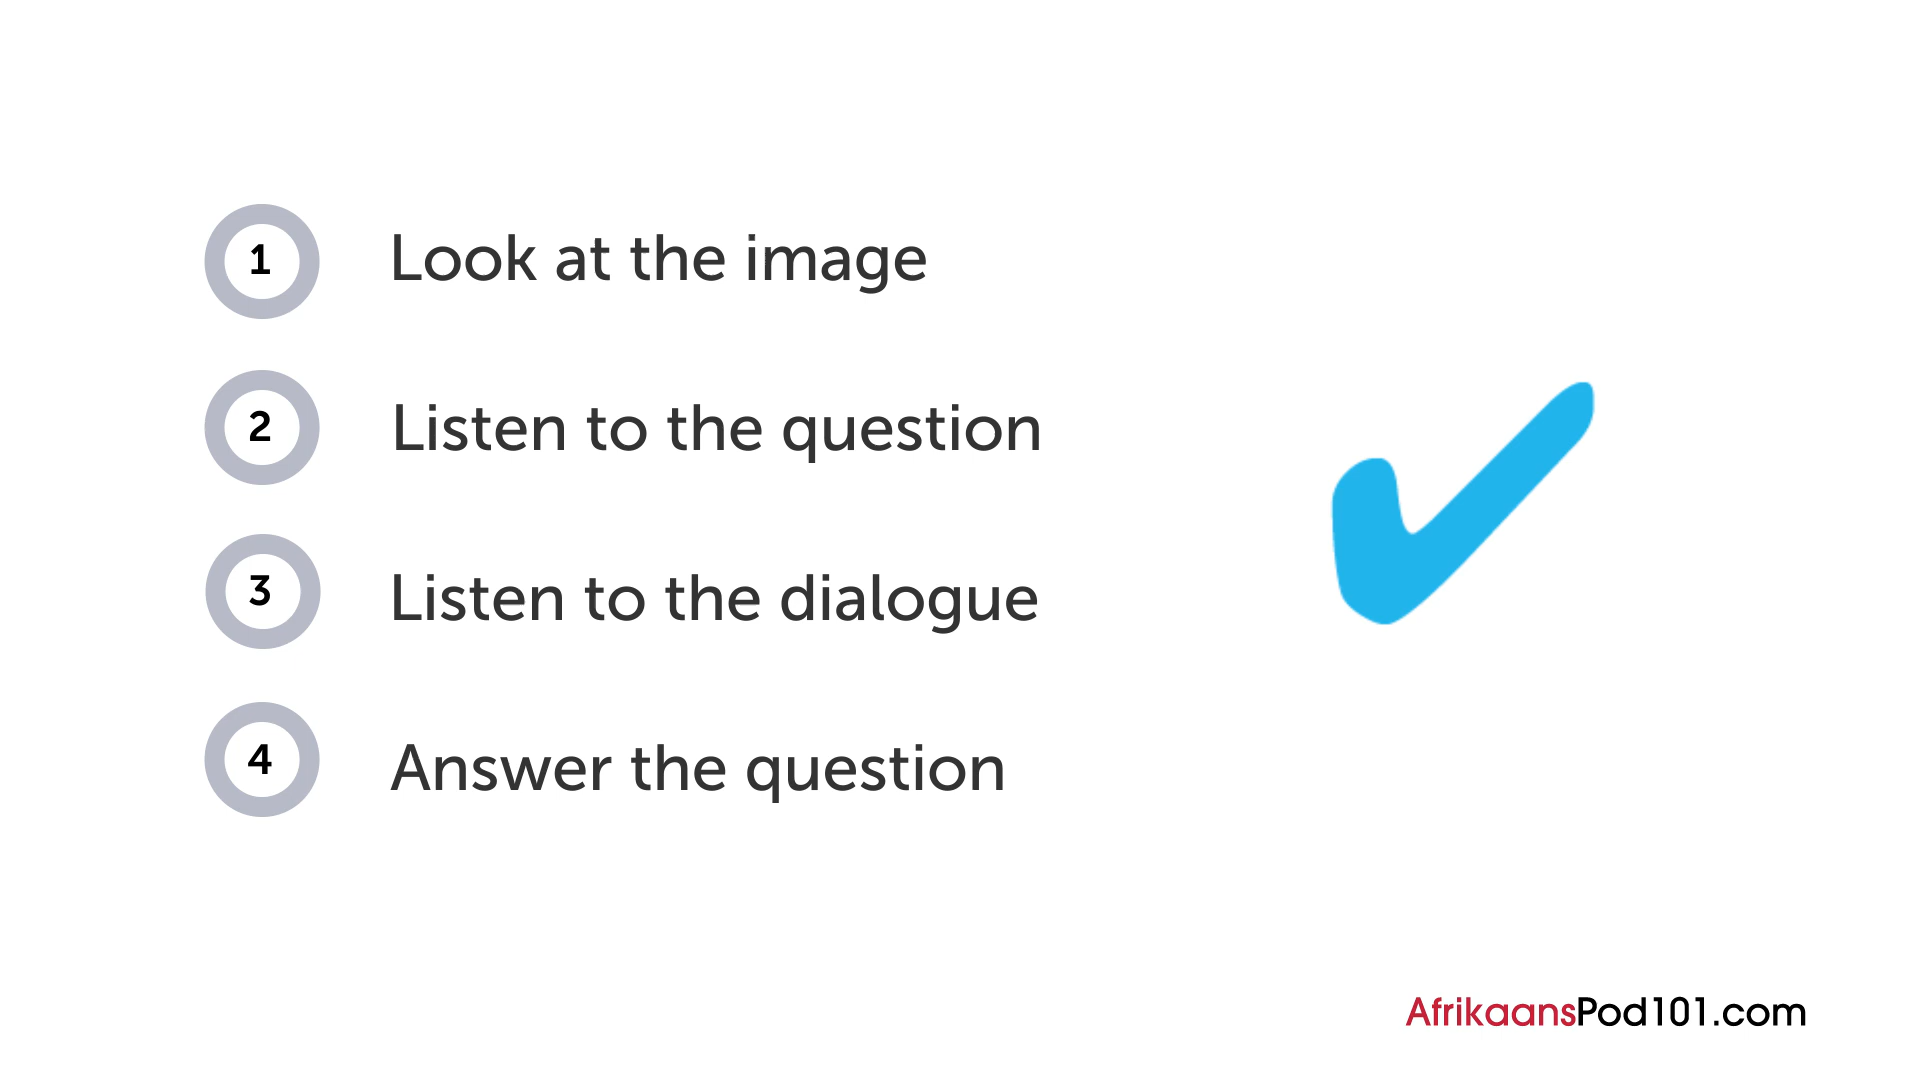 1 Look at the image
2 Listen to the question
3 Listen to the dialogue
4 Answer the question
AfrikaansPod101.com